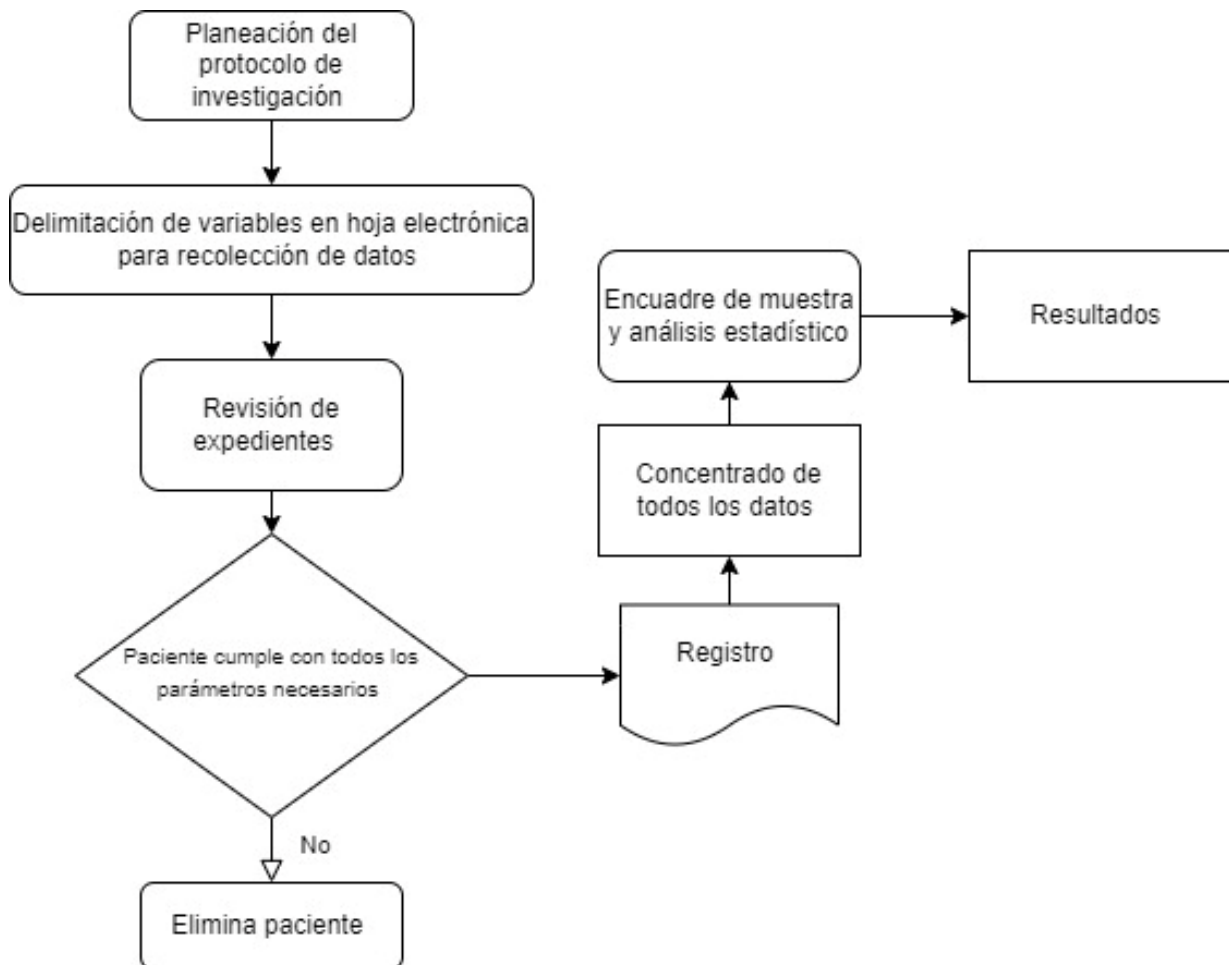 Planeación del
protocolo de
investigación
Delimitación de variables en hoja electrónica
para recolección de datos
Revisión de
expedientes
Paciente cumple con todos los
parámetros necesarios
No
Elimina paciente
Registro
Concentrado de
todos los datos
Encuadre de muestra
y análisis estadístico
Resultados